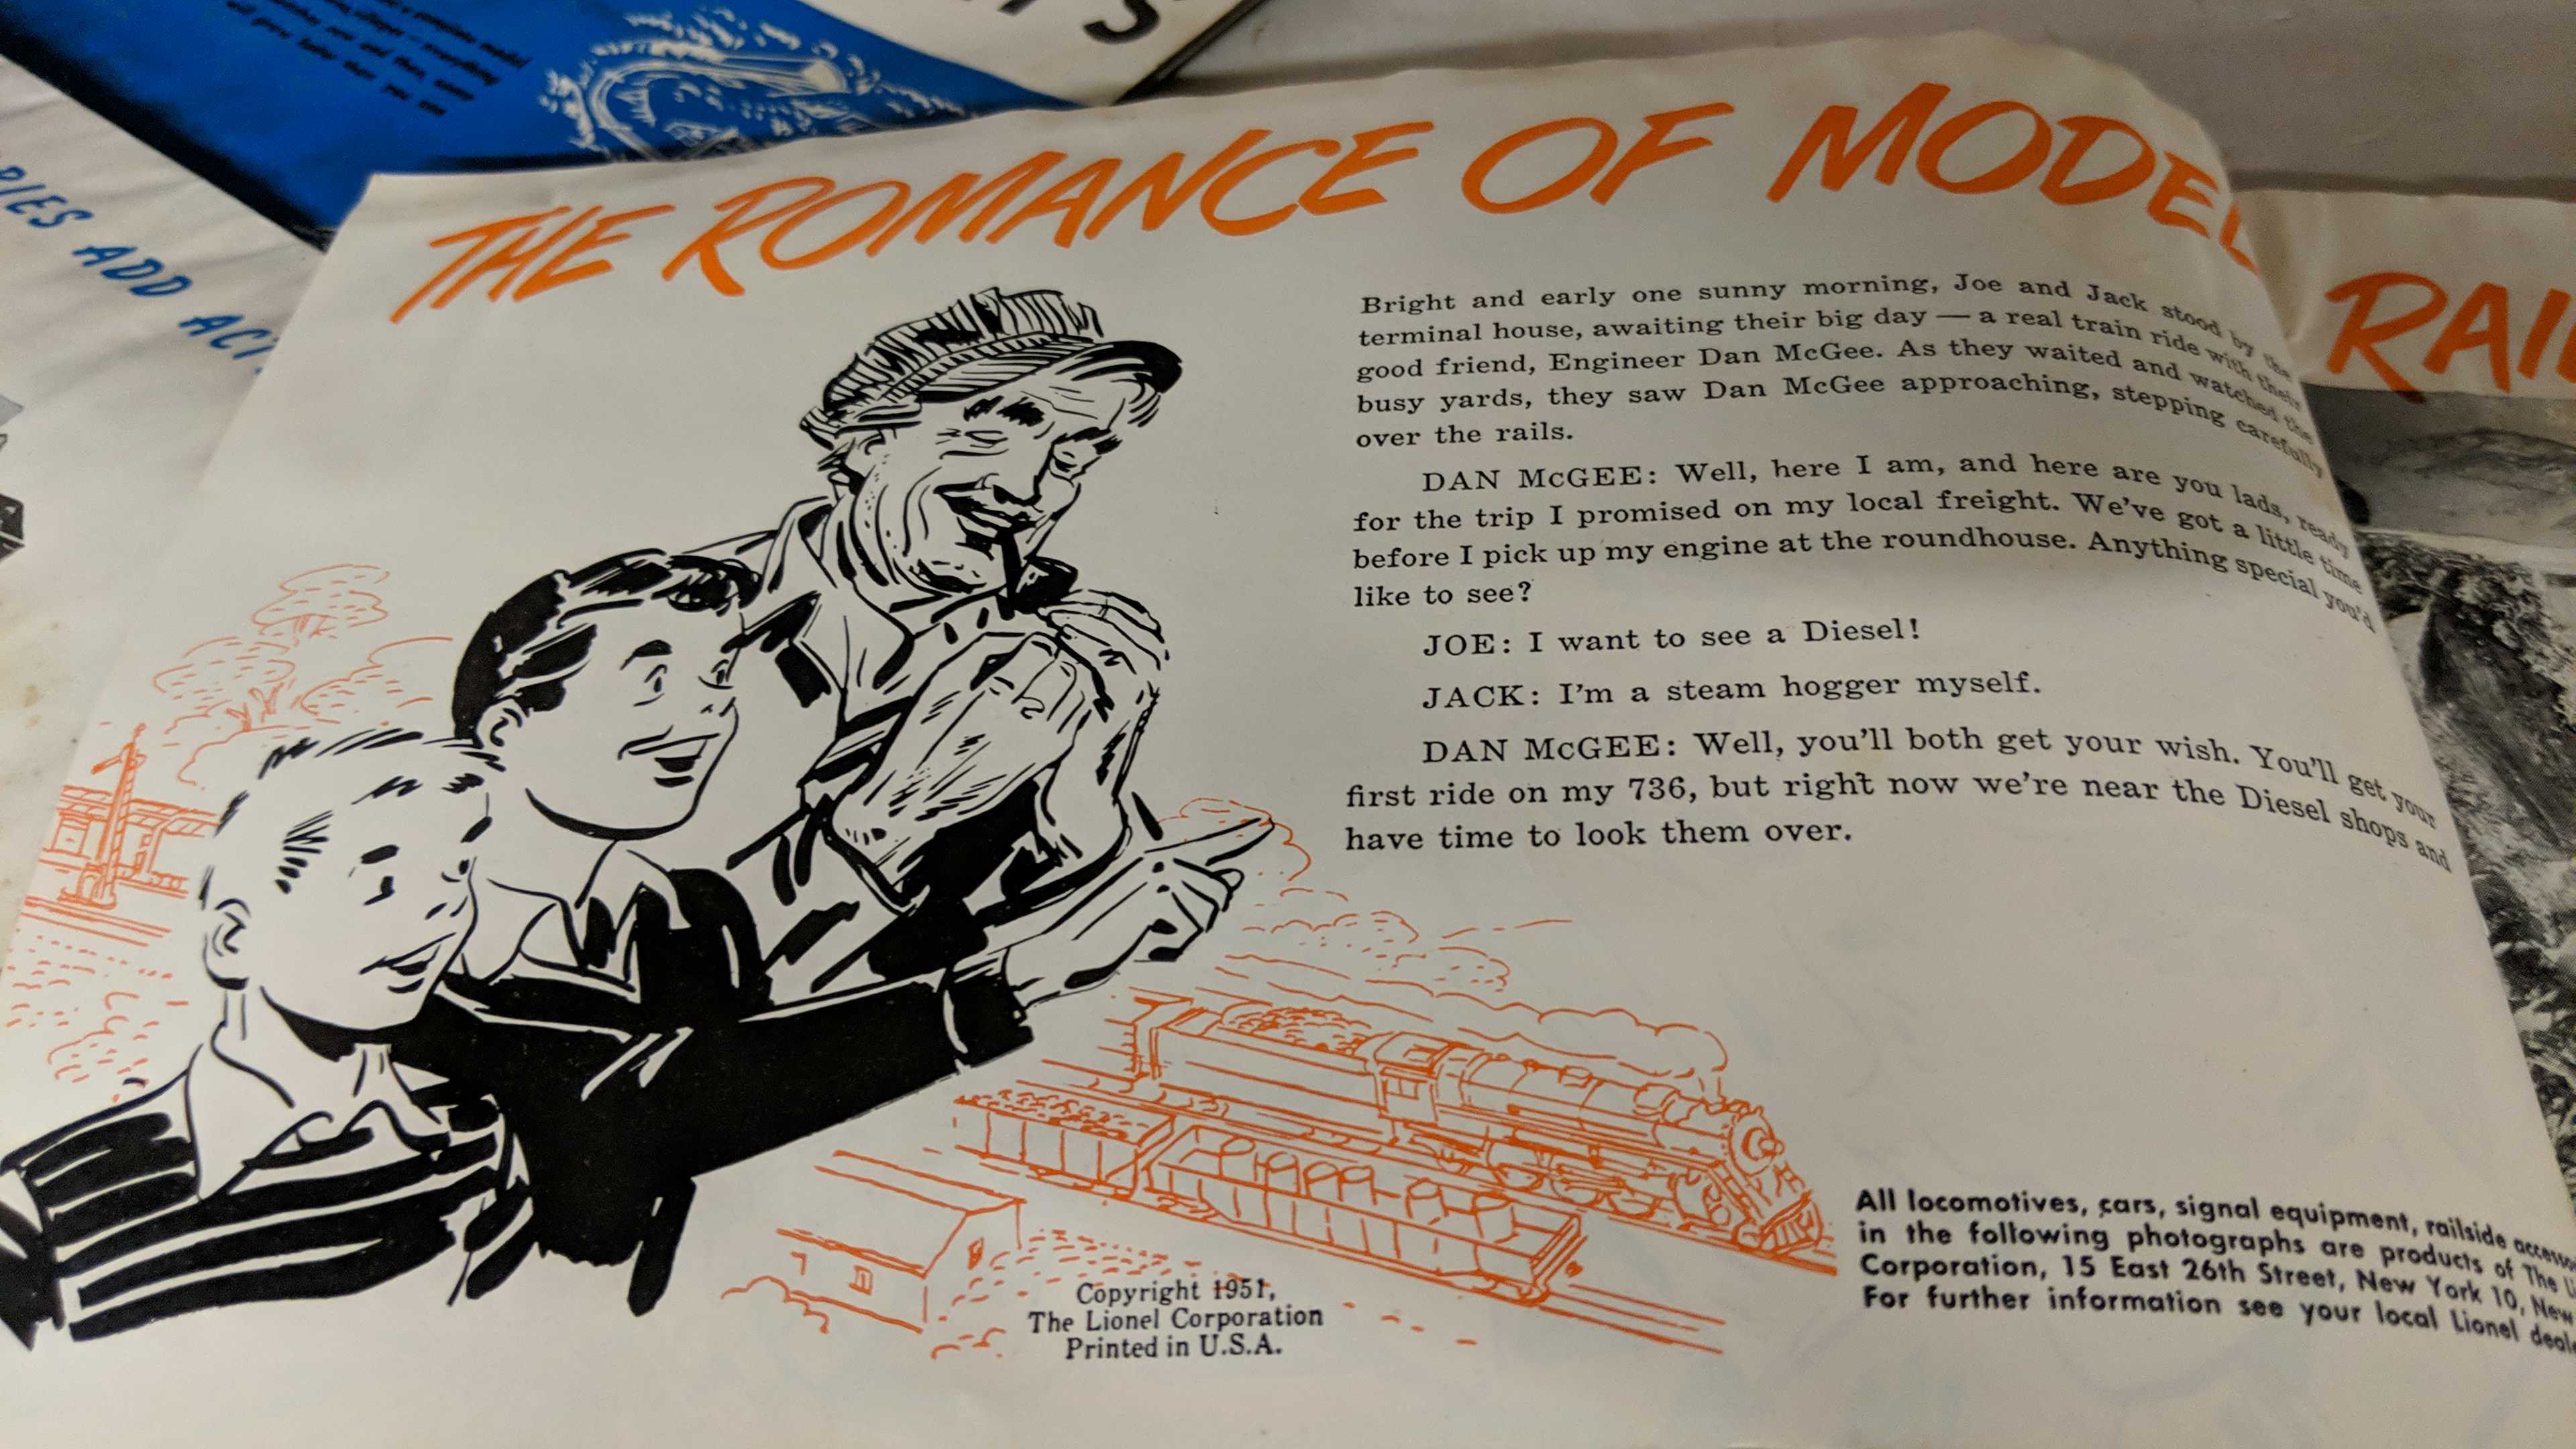 THE ROMANCE OF MODEL
RAI
Bright and early one sunny morning, Joe and Jack stood by the
terminal house, awaiting their big day — a real train ride with their
good friend, Engineer Dan McGee. As they waited and watched the
busy yards, they saw Dan McGee approaching, stepping carefully
over the rails.
DAN McGEE: Well, here I am, and here are you lads, ready
for the trip I promised on my local freight. We've got a little time
before I pick up my engine at the roundhouse. Anything special you'd
like to see?
JOE: I want to see a Diesel!
JACK: I'm a steam hogger myself.
DAN McGEE: Well, you'll both get your wish. You'll get your
first ride on my 736, but right now we're near the Diesel shops and
have time to look them over.
All locomotives, cars, signal equipment, railside
in the following photographs are products of The
Corporation, 15 East 26th Street, New York 10, New
For further information see your local Lionel
Copyright 1951,
The Lionel Corporation
Printed in U.S.A.
ADD